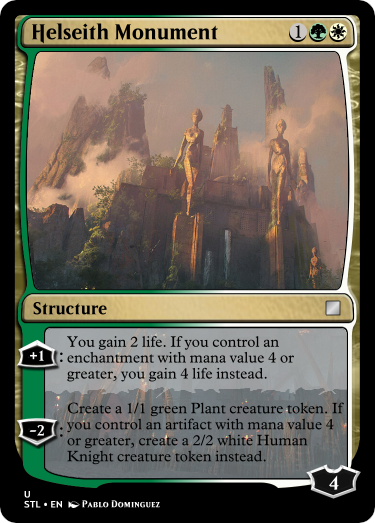 Helseith Monument 1
Structure
+1: You gain 2 life. If you control an
enchantment with mana value 4 or
greater, you gain 4 life instead.
-2: Create a 1/1 green Plant creature token. If
you control an artifact with mana value 4
or greater, create a 2/2 white Human
Knight creature token instead.
4
U
STL • EN Pablo Dominguez